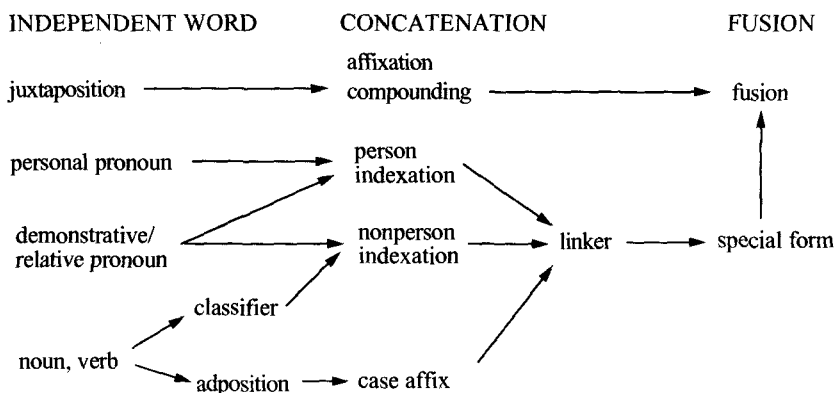 INDEPENDENT WORD CONCATENATION FUSION
affixation
juxtaposition compounding fusion
personal pronoun person
indexation
demonstrative/ nonperson
relative pronoun indexation linker special form
classifier
noun, verb
adposition case affix